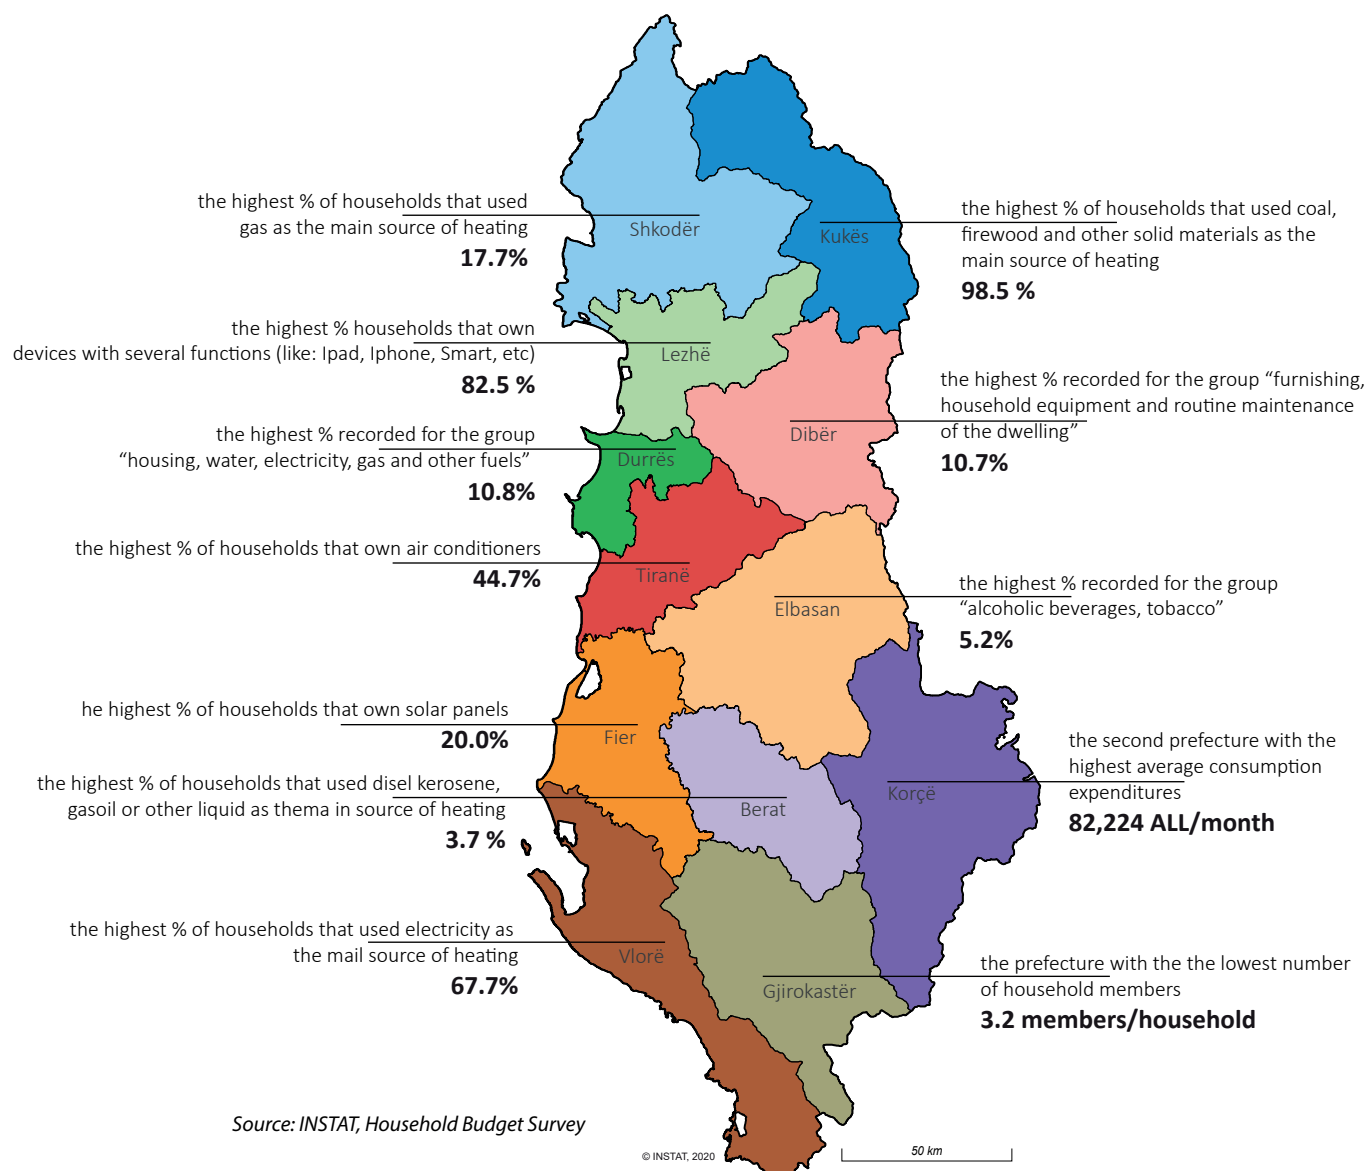 the highest % of households that used
gas as the main source of heating
17.7%
Shkodër
the highest % of households that used coal,
firewood and other solid materials as the
main source of heating
98.5 %
Kukës
the highest % households that own
devices with several functions (like: Ipad, Iphone, Smart, etc)
82.5 %
Lezhë
the highest % recorded for the group “furnishing,
household equipment and routine maintenance
of the dwelling”
10.7%
Dibër
the highest % recorded for the group
“housing, water, electricity, gas and other fuels”
10.8%
Durrës
the highest % of households that own air conditioners
44.7%
Tiranë
the highest % recorded for the group
“alcoholic beverages, tobacco”
5.2%
Elbasan
he highest % of households that own solar panels
20.0%
Fier
the second prefecture with the
highest average consumption
expenditures
82,224 ALL/month
Korçë
the highest % of households that used disel kerosene,
gasoil or other liquid as thema in source of heating
3.7 %
Berat
the highest % of households that used electricity as
the mail source of heating
67.7%
Vlorë
the prefecture with the the lowest number
of household members
3.2 members/household
Gjirokastër
Source: INSTAT, Household Budget Survey
© INSTAT, 2020
50 km